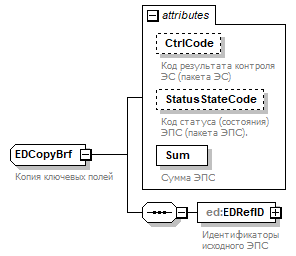 attributes
CtrlCode
Код результата контроля
ЭС (пакета ЭС)
StatusStateCode
Код статуса (состояния)
ЭПС (пакета ЭПС).
Sum
Сумма ЭПС
EDCopyBrf
Копия ключевых полей
ed:EDRefID
Идентификаторы
исходного ЭПС